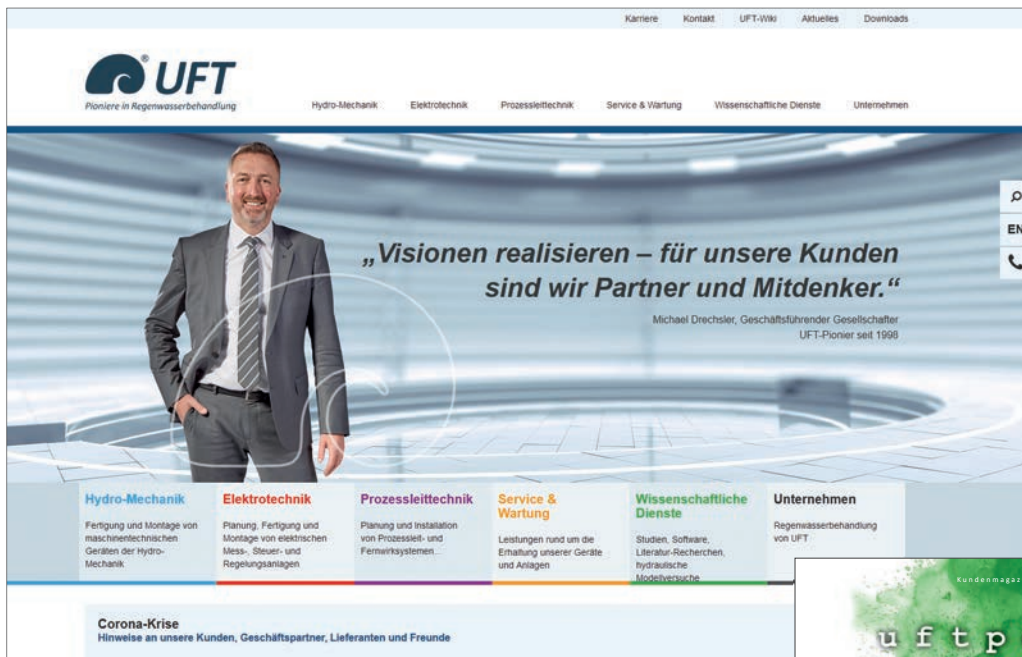 Karriere Kontakt UFT-Wiki Aktuelles Downloads
® UFT
Pioniere in Regenwasserbehandlung
Hydro-Mechanik Elektrotechnik Prozessleittechnik Service & Wartung Wissenschaftliche Dienste Unternehmen
EN
„Visionen realisieren – für unsere Kunden
sind wir Partner und Mitdenker.“
Michael Drechsler, Geschäftsführender Gesellschafter
UFT-Pionier seit 1998
Hydro-Mechanik
Fertigung und Montage von
maschinentechnischen
Geräten der Hydro-
Mechanik
Elektrotechnik
Planung, Fertigung und
Montage von elektrischen
Mess-, Steuer- und
Regelungsanlagen
Prozessleittechnik
Planung und Installation
von Prozessleit- und
Fernwirksystemen...
Service &
Wartung
Leistungen rund um die
Erhaltung unserer Geräte
und Anlagen
Wissenschaftliche
Dienste
Studien, Software,
Literatur-Recherchen,
hydraulische
Modellversuche
Unternehmen
Regenwasserbehandlung
von UFT
Corona-Krise
Hinweise an unsere Kunden, Geschäftspartner, Lieferanten und Freunde